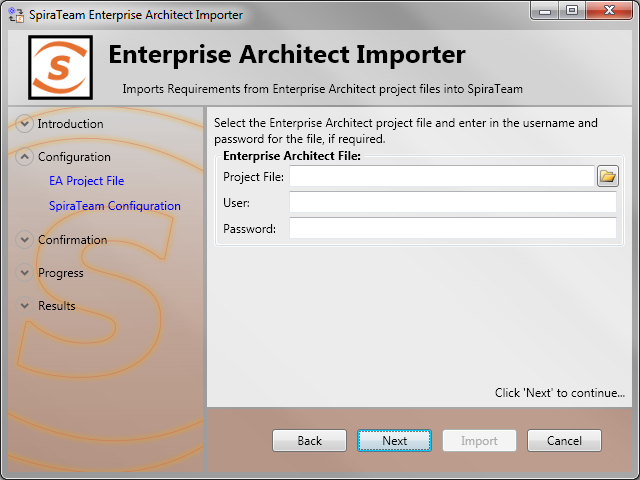 SpiraTeam Enterprise Architect Importer
S
Enterprise Architect Importer
Imports Requirements from Enterprise Architect project files into SpiraTeam
Introduction
Configuration
EA Project File
SpiraTeam Configuration
Confirmation
Progress
Results
Select the Enterprise Architect project file and enter in the username and
password for the file, if required.
Enterprise Architect File:
Project File:
User:
Password:
Click 'Next' to continue...
Back
Next
Import
Cancel